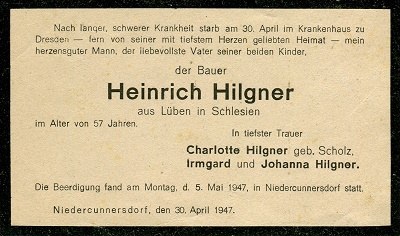 Nach langer, schwerer Krankheit starb am 30. April im Krankenhaus zu
Dresden — fern von seiner mit tiefstem Herzen geliebten Heimat — mein
herzensguter Mann, der liebevollste Vater seiner beiden Kinder,
der Bauer
Heinrich Hilgner
aus Lüben in Schlesien
im Alter von 57 Jahren.
In tiefster Trauer
Charlotte Hilgner geb. Scholz,
Irmgard und Johanna Hilgner.
Die Beerdigung fand am Montag, d. 5. Mai 1947, in Niedercunnersdorf statt.
Niedercunnersdorf, den 30. April 1947.